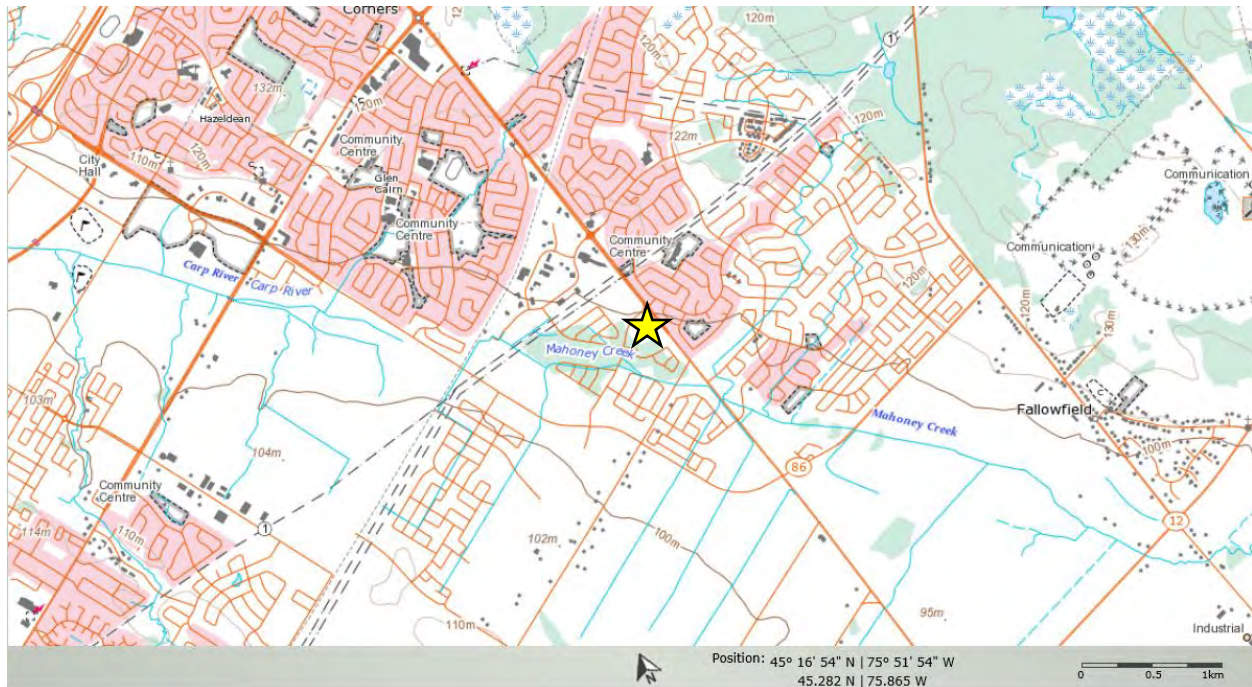 Corners
120m
120m
120m
1
132m
Hazeldean
120m
122m
120m
Community
Centre
City
Hall
110m
120m
Glen
Cairn
Community
Centre
Community
Centre
Communication
Communication
130m
Carp River
Carp River
120m
120m
130m
Mahoney Creek
103m
Fallowfield
Mahoney Creek
100m
104m
86
Community
Centre
1
12
114m
110m
102m
100m
95m
110m
Industrial
Position: 45° 16' 54" N | 75° 51' 54" W
45.282 N | 75.865 W
0 0.5 1km